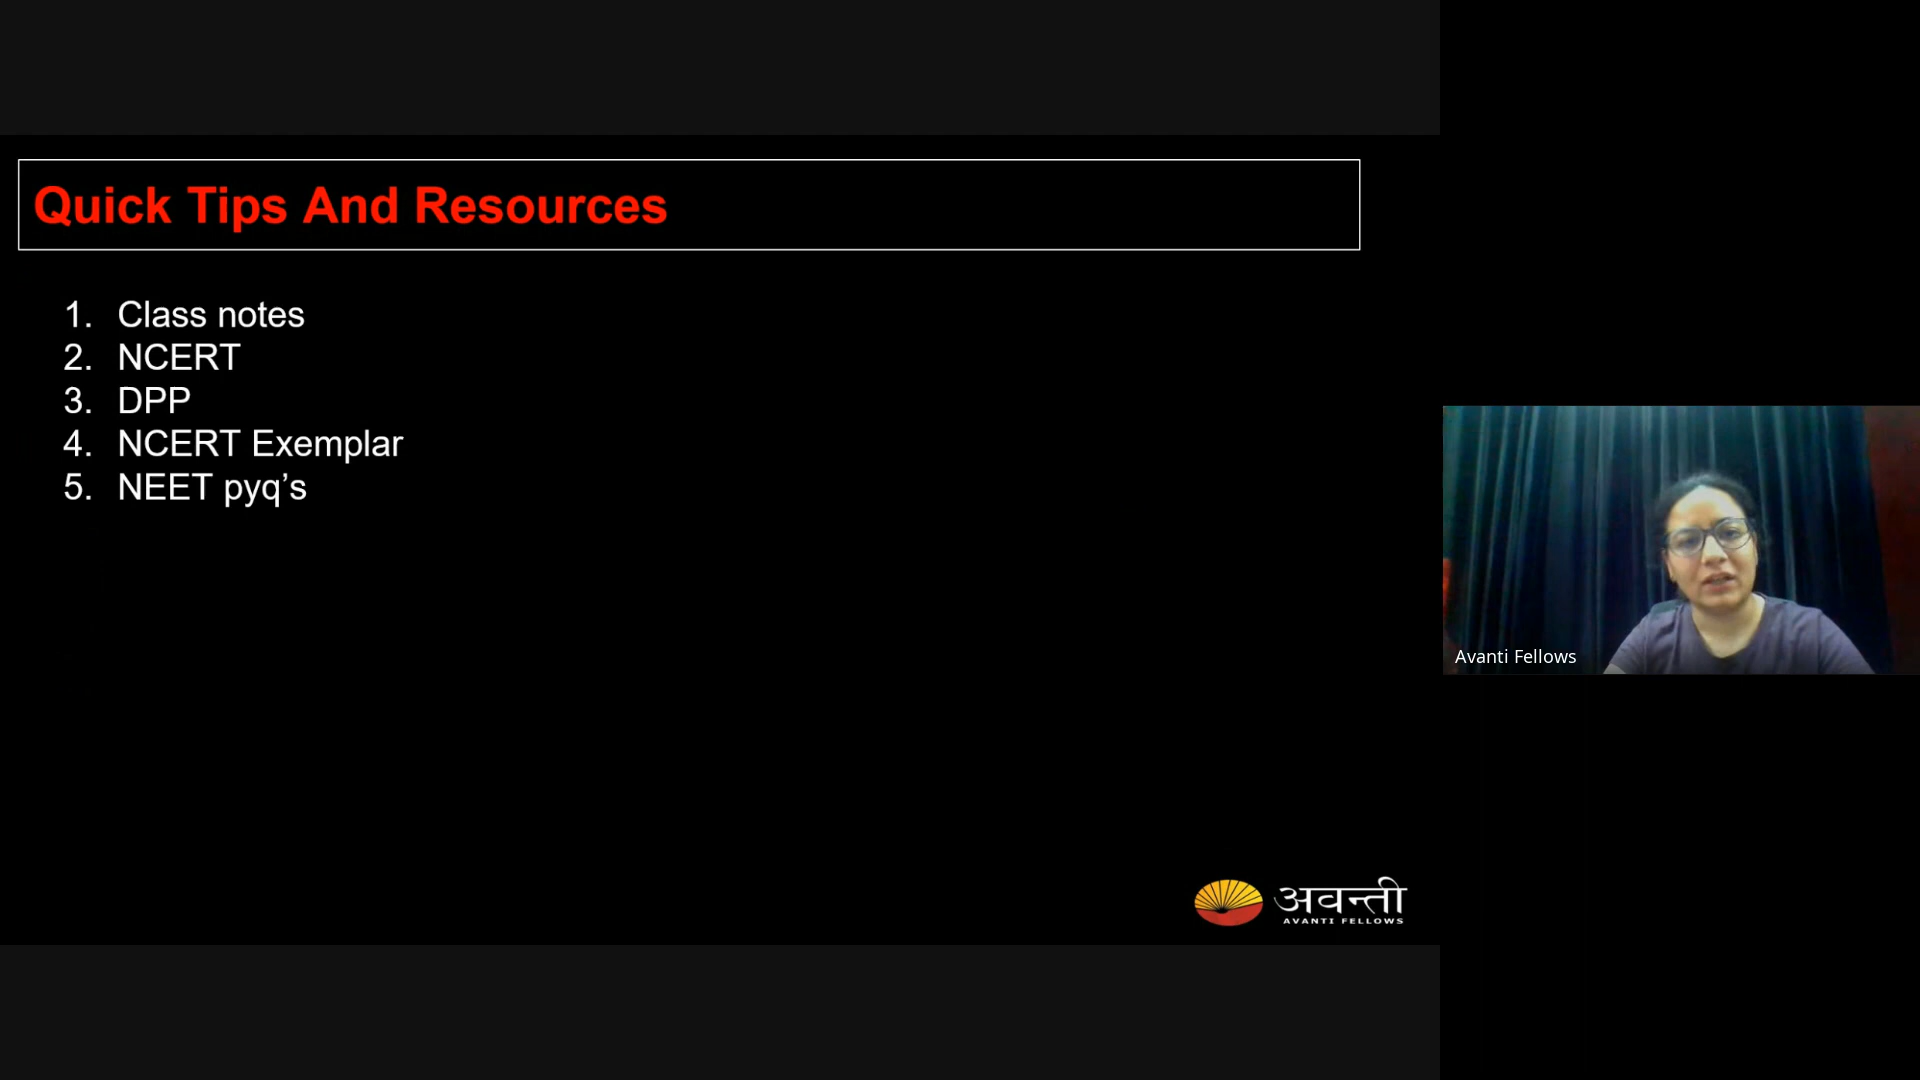 Quick Tips And Resources
1. Class notes
2. NCERT
3. DPP
4. NCERT Exemplar
5. NEET pyq’s
Avanti Fellows
अवन्ती
AVANTI FELLOWS